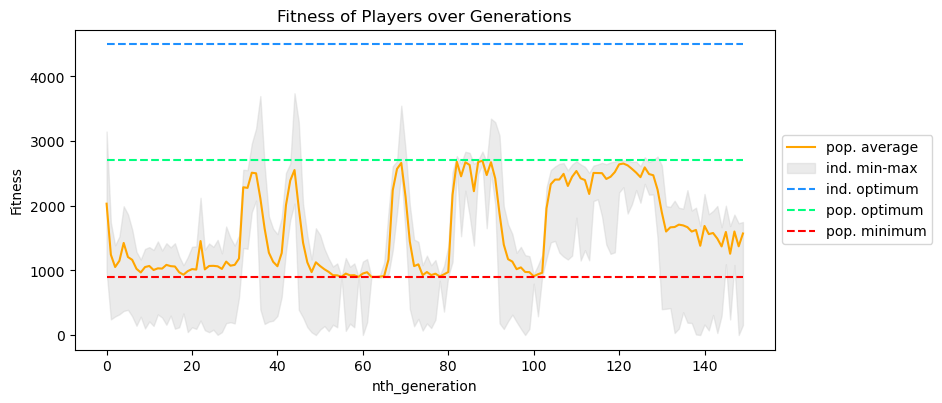 Fitness of Players over Generations
Fitness
4000
3000
2000
1000
0
0 20 40 60 80 100 120 140
nth_generation
pop. average
ind. min-max
ind. optimum
pop. optimum
pop. minimum